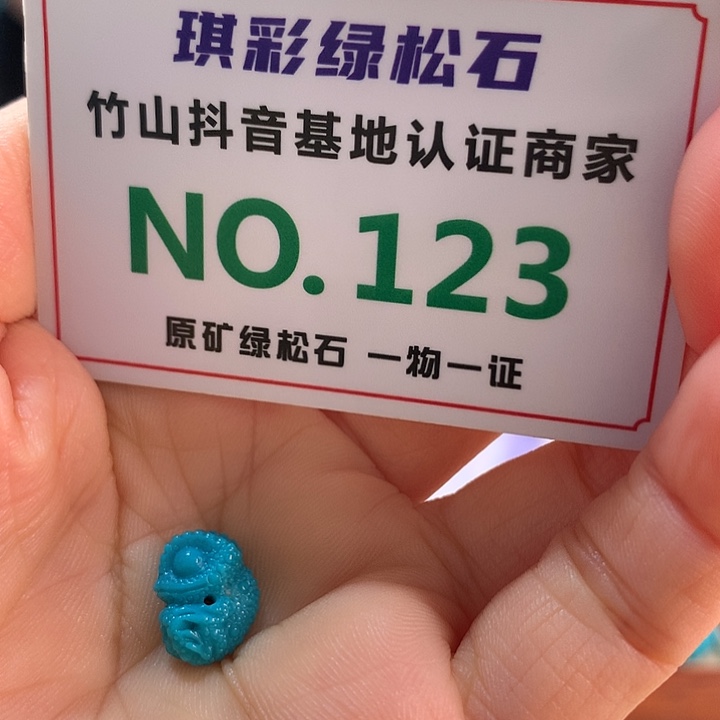 琪彩绿松石
竹山抖音基地认证商家
NO.123
原矿绿松石 一物一证